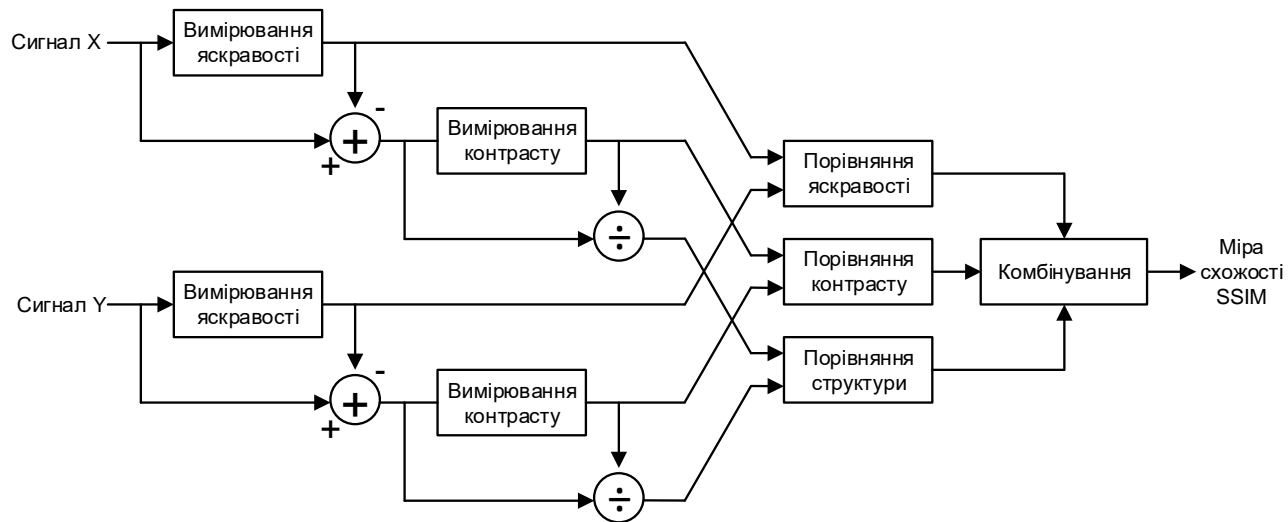 Сигнал X
Вимірювання
яскравості
-
+
+
Вимірювання
контрасту
÷
Порівняння
яскравості
Сигнал Y
Вимірювання
яскравості
-
+
+
Вимірювання
контрасту
÷
Порівняння
контрасту
Порівняння
структури
Комбінування
Міра
схожості
SSIM